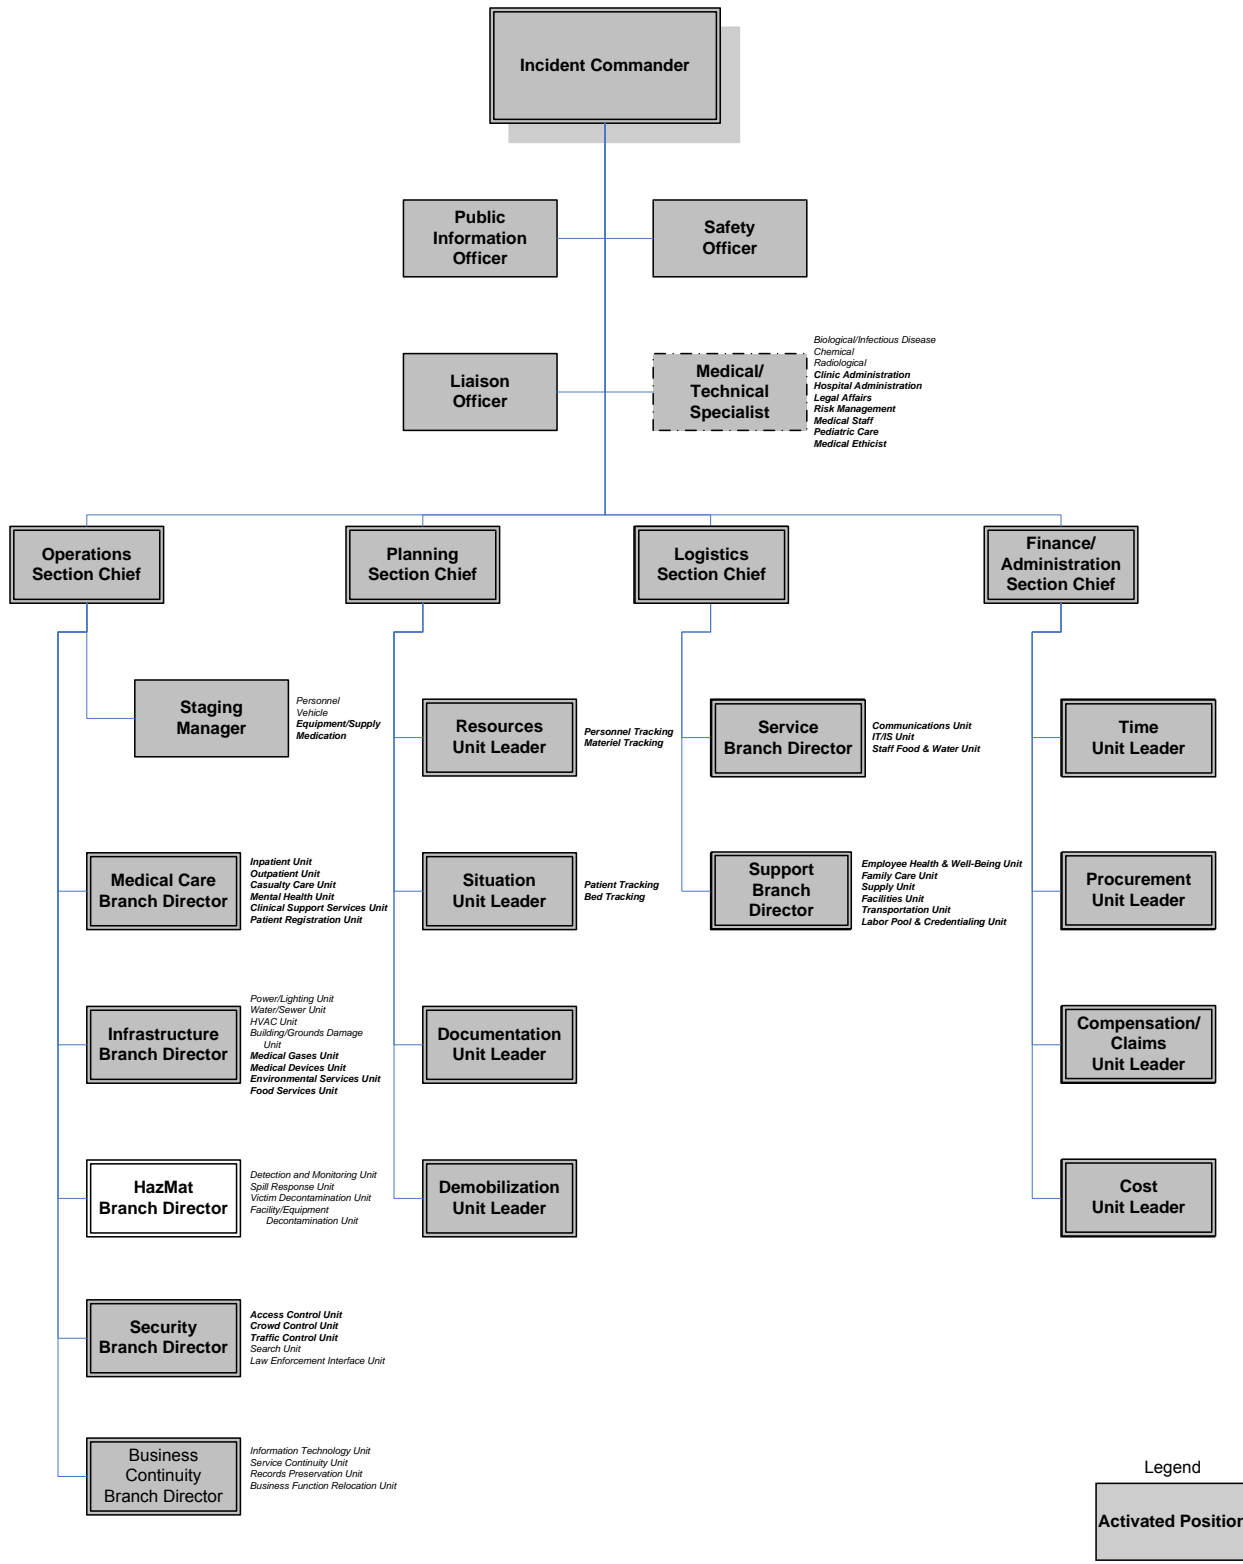 Incident Commander
Public
Information
Officer
Safety
Officer
Liaison
Officer
Medical/
Technical
Specialist
Biological/Infectious Disease
Chemical
Radiological
Clinic Administration
Hospital Administration
Legal Affairs
Risk Management
Medical Staff
Pediatric Care
Medical Ethicist
Operations
Section Chief
Planning
Section Chief
Logistics
Section Chief
Finance/
Administration
Section Chief
Staging
Manager
Personnel
Vehicle
Equipment/Supply
Medication
Resources
Unit Leader
Personnel Tracking
Materiel Tracking
Service
Branch Director
Communications Unit
IT/IS Unit
Staff Food & Water Unit
Time
Unit Leader
Medical Care
Branch Director
Inpatient Unit
Outpatient Unit
Casualty Care Unit
Mental Health Unit
Clinical Support Services Unit
Patient Registration Unit
Situation
Unit Leader
Patient Tracking
Bed Tracking
Support
Branch
Director
Employee Health & Well-Being Unit
Family Care Unit
Supply Unit
Facilities Unit
Transportation Unit
Labor Pool & Credentialing Unit
Procurement
Unit Leader
Infrastructure
Branch Director
Power/Lighting Unit
Water/Sewer Unit
HVAC Unit
Building/Grounds Damage
Unit
Medical Gases Unit
Medical Devices Unit
Environmental Services Unit
Food Services Unit
Documentation
Unit Leader
Compensation/
Claims
Unit Leader
HazMat
Branch Director
Detection and Monitoring Unit
Spill Response Unit
Victim Decontamination Unit
Facility/Equipment
Decontamination Unit
Demobilization
Unit Leader
Cost
Unit Leader
Security
Branch Director
Access Control Unit
Crowd Control Unit
Traffic Control Unit
Search Unit
Law Enforcement Interface Unit
Business
Continuity
Branch Director
Information Technology Unit
Service Continuity Unit
Records Preservation Unit
Business Function Relocation Unit
Legend
Activated Position